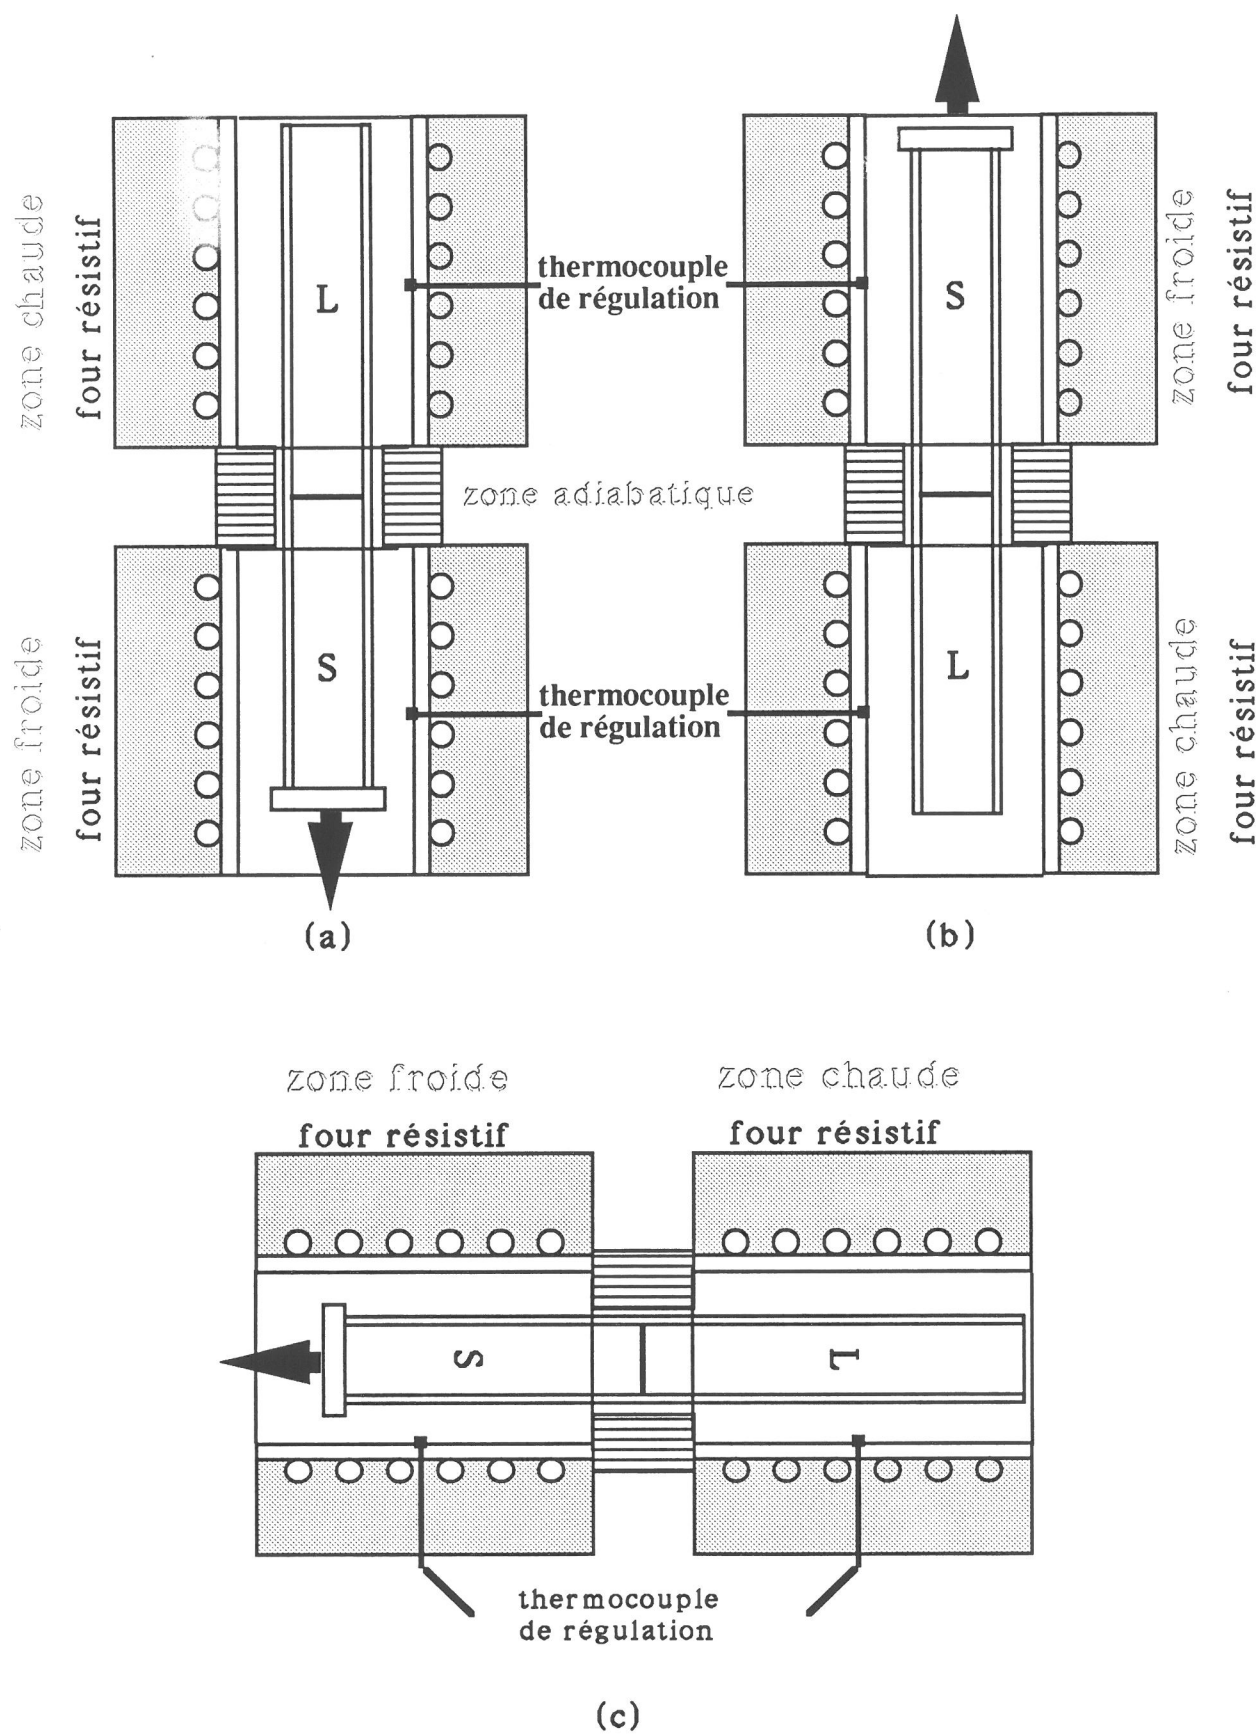 zone chaude
four résistif
L
thermocouple
de régulation
S
zone froide
four résistif
zone adiabatique
zone froide
four résistif
S
thermocouple
de régulation
L
zone chaude
four résistif
(a)
(b)
zone froide
zone chaude
four résistif
four résistif
S
L
thermocouple
de régulation
(c)